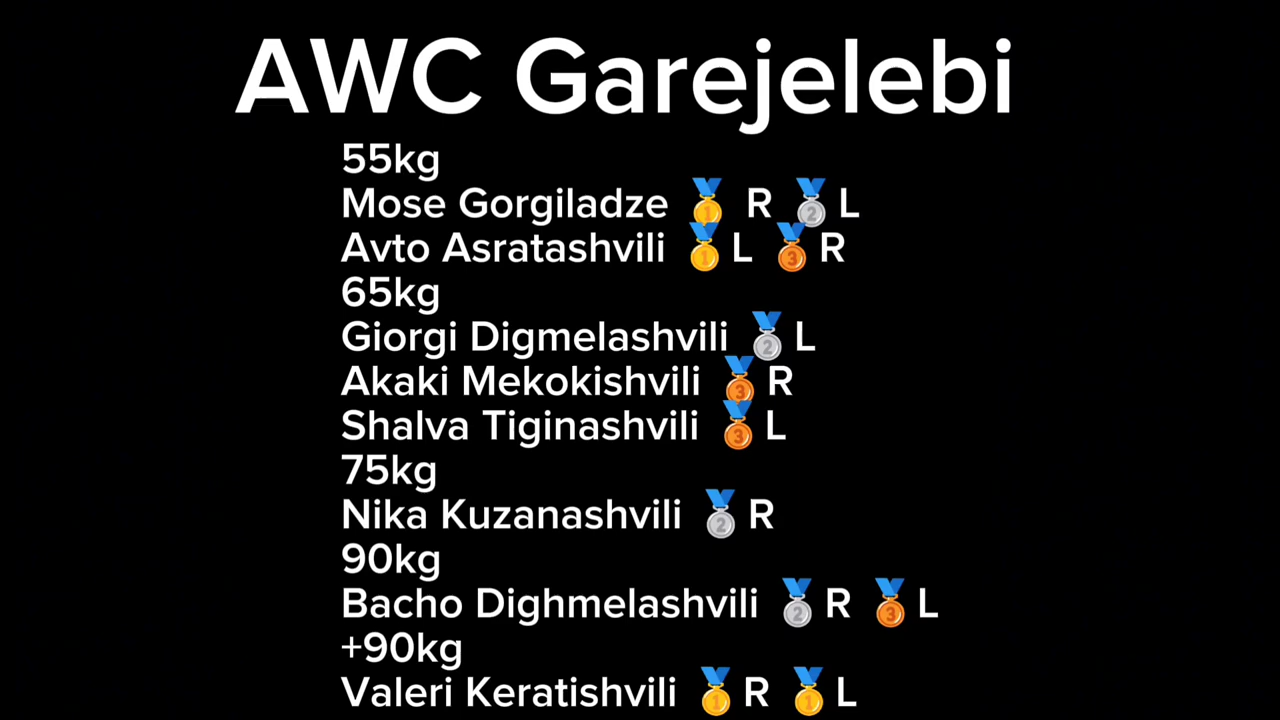 AWC Garejelebi
55kg
Mose Gorgiladze 🥇 R 🥈 L
Avto Asratashvili 🥇 L 🥉 R
65kg
Giorgi Digmelashvili 🥈 L
Akaki Mekokishvili 🥉 R
Shalva Tiginashvili 🥉 L
75kg
Nika Kuzanashvili 🥈 R
90kg
Bacho Dighmelashvili 🥈 R 🥉 L
+90kg
Valeri Keratishvili 🥇 R 🥇 L